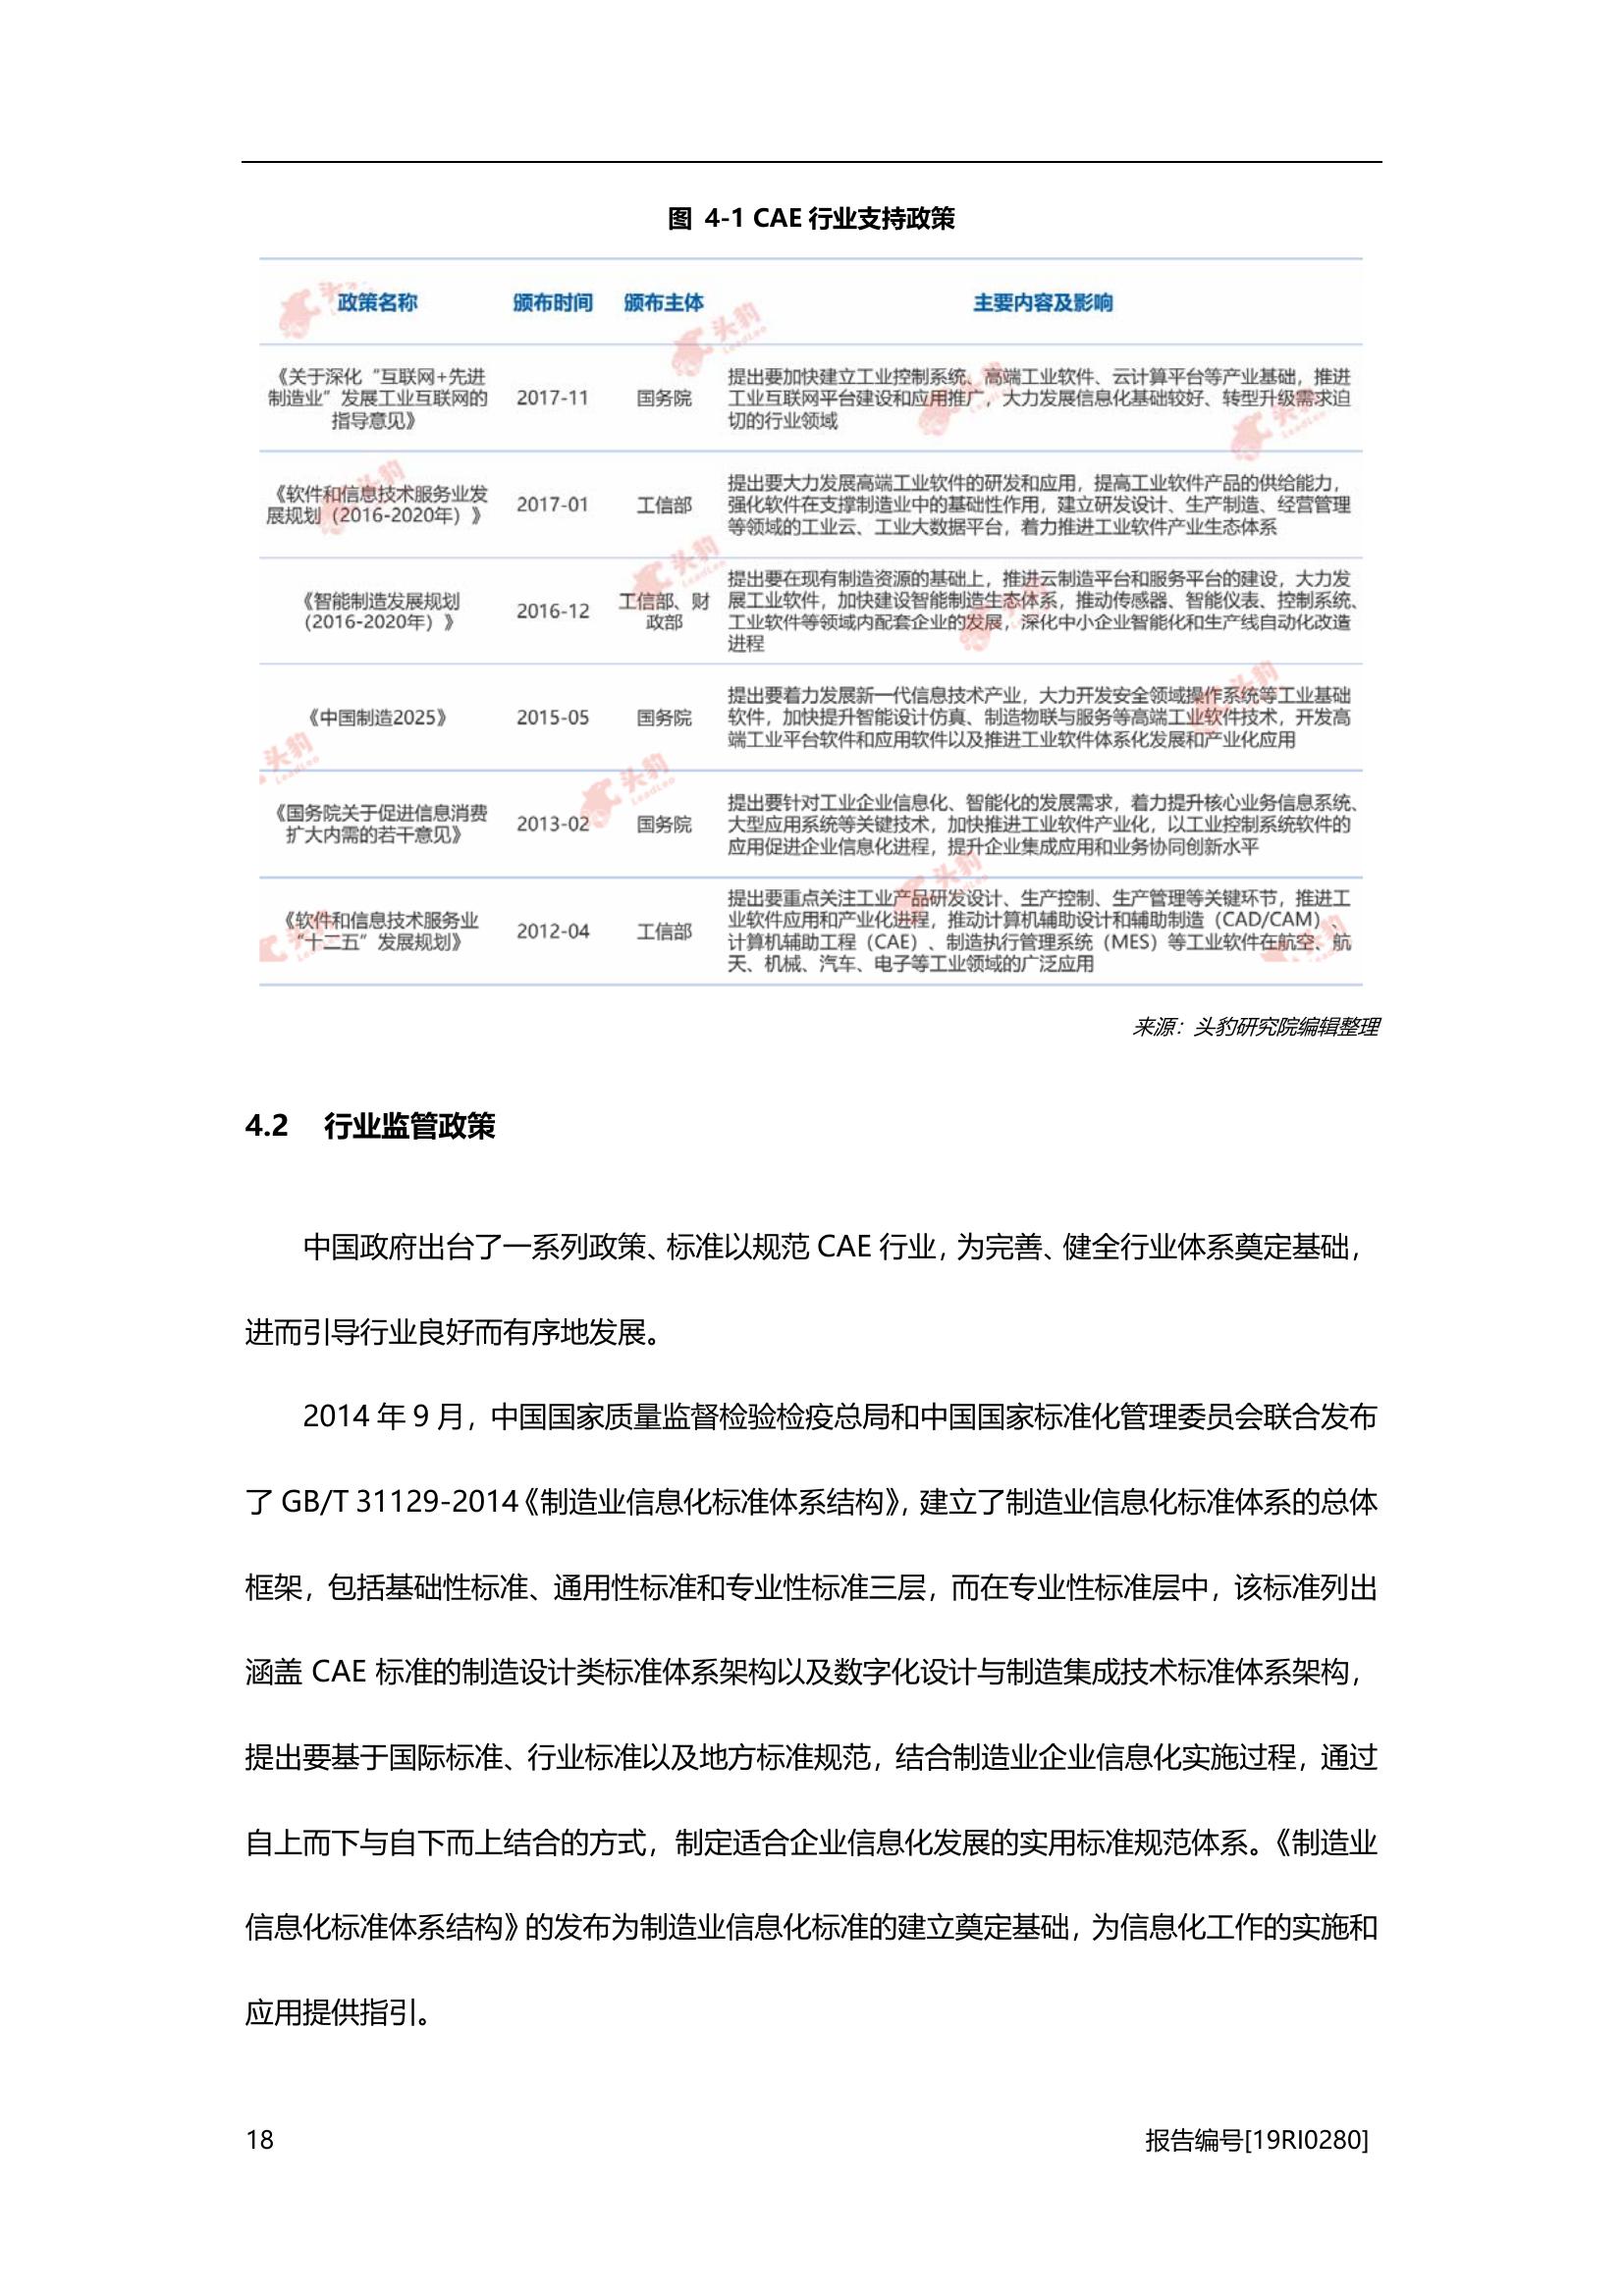 图 4-1 CAE 行业支持政策
政策名称 颁布时间 颁布主体 主要内容及影响
《关于深化“互联网+先进
制造业”发展工业互联网的
指导意见》
2017-11
国务院
提出要加快建立工业控制系统、高端工业软件、云计算平台等产业基础，推进
工业互联网平台建设和应用推广，大力发展信息化基础较好、转型升级需求迫
切的行业领域
《软件和信息技术服务业发
展规划（2016-2020年）》
2017-01
工信部
提出要大力发展高端工业软件的研发和应用，提高工业软件产品的供给能力，
强化软件在支撑制造业中的基础性作用，建立研发设计、生产制造、经营管理
等领域的工业云、工业大数据平台，着力推进工业软件产业生态体系
《智能制造发展规划
（2016-2020年）》
2016-12
工信部、财
政部
提出要在现有制造资源的基础上，推进云制造平台和服务平台的建设，大力发
展工业软件，加快建设智能制造生态体系，推动传感器、智能仪表、控制系统、
工业软件等领域内配套企业的发展，深化中小企业智能化和生产线自动化改造
进程
《中国制造2025》
2015-05
国务院
提出要着力发展新一代信息技术产业，大力开发安全领域操作系统等工业基础
软件，加快提升智能设计仿真、制造物联与服务等高端工业软件技术，开发高
端工业平台软件和应用软件以及推进工业软件体系化发展和产业化应用
《国务院关于促进信息消费
扩大内需的若干意见》
2013-02
国务院
提出要针对工业企业信息化、智能化的发展需求，着力提升核心业务信息系统、
大型应用系统等关键技术，加快推进工业软件产业化，以工业控制系统软件的
应用促进企业信息化进程，提升企业集成应用和业务协同创新水平
《软件和信息技术服务业
“十二五”发展规划》
2012-04
工信部
提出要重点关注工业产品研发设计、生产控制、生产管理等关键环节，推进工
业软件应用和产业化进程，推动计算机辅助设计和辅助制造（CAD/CAM）、
计算机辅助工程（CAE）、制造执行管理系统（MES）等工业软件在航空、航
天、机械、汽车、电子等工业领域的广泛应用
来源：头豹研究院编辑整理
4.2 行业监管政策
中国政府出台了一系列政策、标准以规范 CAE 行业，为完善、健全行业体系奠定基础，
进而引导行业良好而有序地发展。
2014 年 9 月，中国国家质量监督检验检疫总局和中国国家标准化管理委员会联合发布
了 GB/T 31129-2014《制造业信息化标准体系结构》，建立了制造业信息化标准体系的总体
框架，包括基础性标准、通用性标准和专业性标准三层，而在专业性标准层中，该标准列出
涵盖 CAE 标准的制造设计类标准体系架构以及数字化设计与制造集成技术标准体系架构，
提出要基于国际标准、行业标准以及地方标准规范，结合制造业企业信息化实施过程，通过
自上而下与自下而上结合的方式，制定适合企业信息化发展的实用标准规范体系。《制造业
信息化标准体系结构》的发布为制造业信息化标准的建立奠定基础，为信息化工作的实施和
应用提供指引。
18 报告编号[19RI0280]